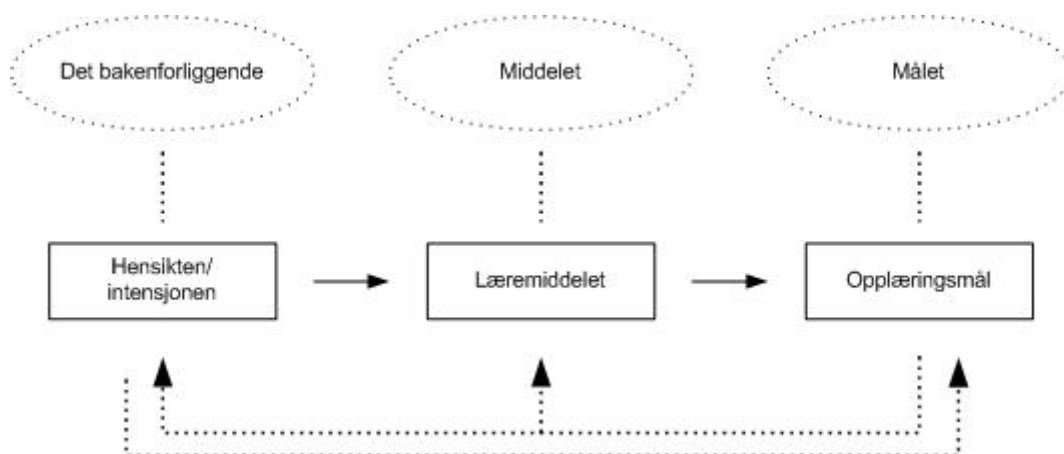 Det bakenforliggende
Middelet
Målet
Hensikten/
intensjonen
Læremiddelet
Opplæringsmål